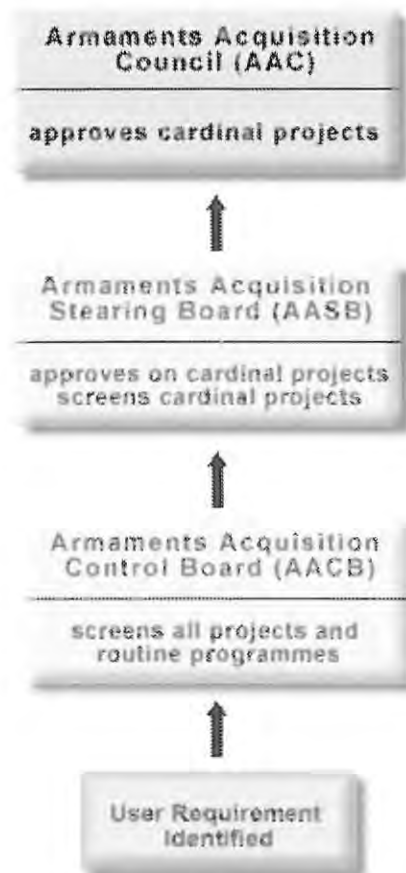 Armaments Acquisition
Council (AAC)
approves cardinal projects
Armaments Acquisition
Stearing Board (AASB)
approves on cardinal projects
screens cardinal projects
Armaments Acquisition
Control Board (AACB)
screens all projects and
routine programmes
User Requirement
Identified